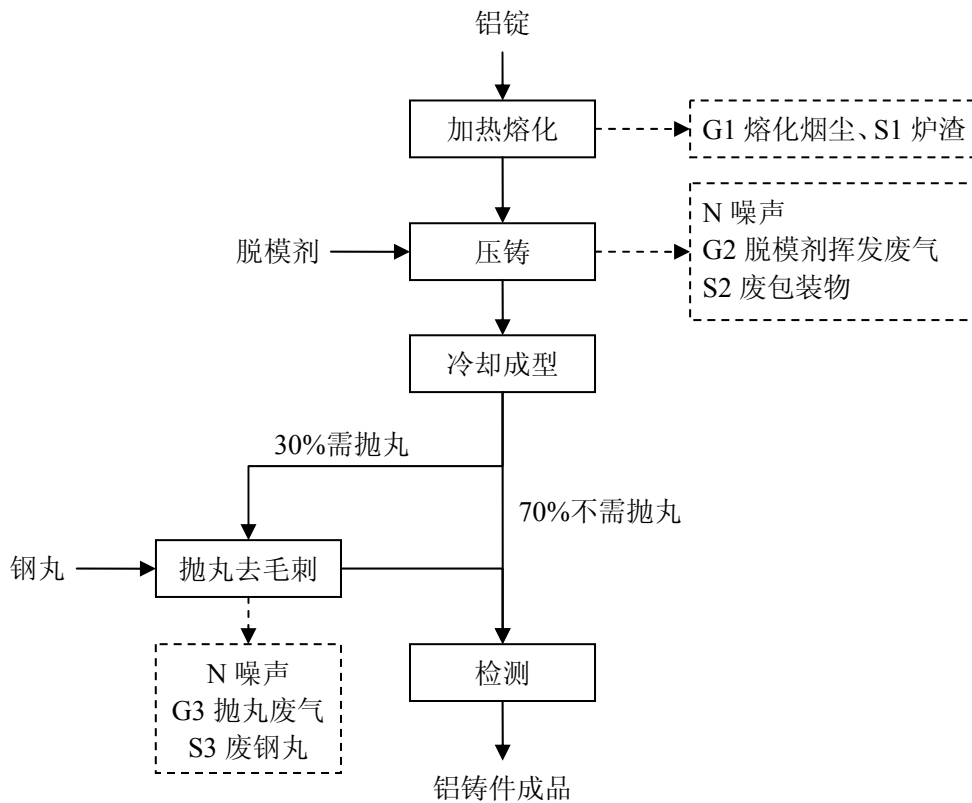 铝锭
加热熔化
G1 熔化烟尘、S1 炉渣
N 噪声
脱模剂
压铸
G2 脱模剂挥发废气
S2 废包装物
冷却成型
30%需抛丸
70%不需抛丸
钢丸
抛丸去毛刺
N 噪声
G3 抛丸废气
S3 废钢丸
检测
铝铸件成品